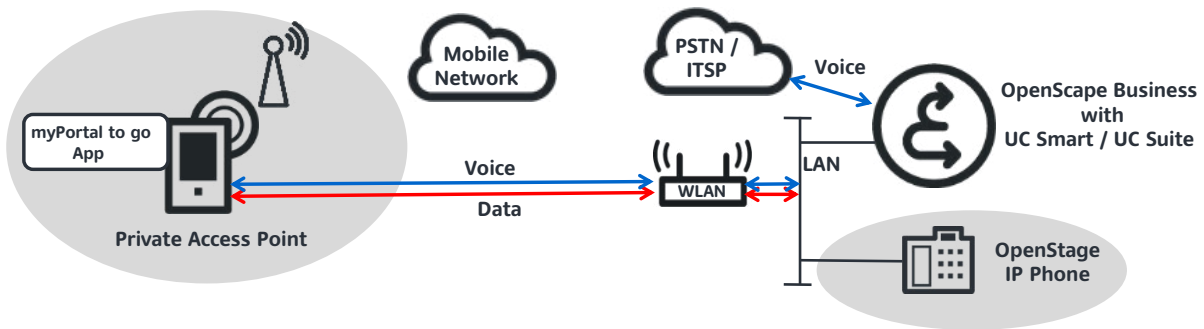 Mobile
Network
PSTN /
ITSP
Voice
OpenScape Business
with
UC Smart / UC Suite
myPortal to go
App
Voice
WLAN
LAN
Data
Private Access Point
OpenStage
IP Phone